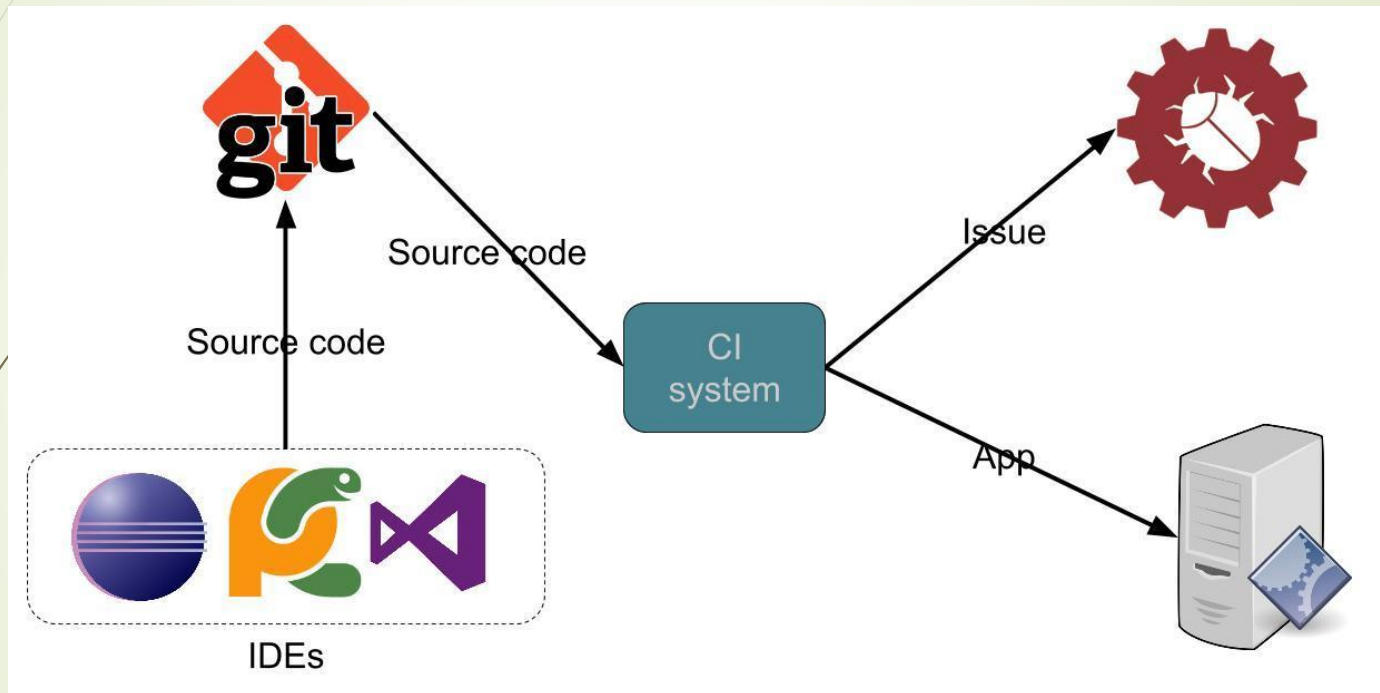 git
Source code
Issue
Source code
CI
system
App
IDEs